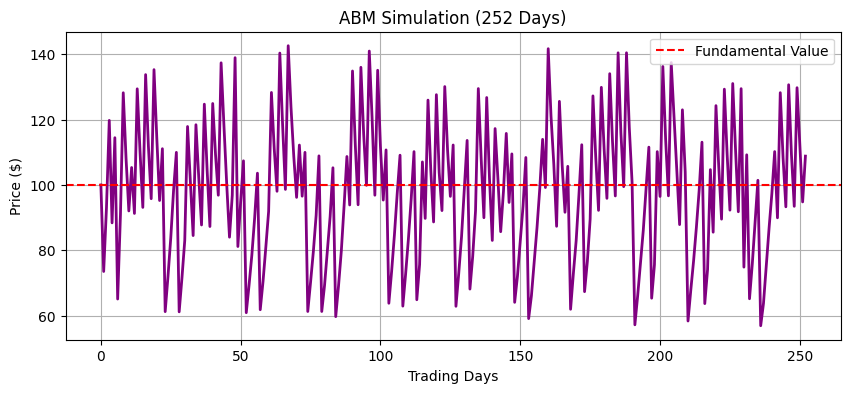 ABM Simulation (252 Days)
Fundamental Value
Price ($)
140
120
100
80
60
0
50
100
150
200
250
Trading Days